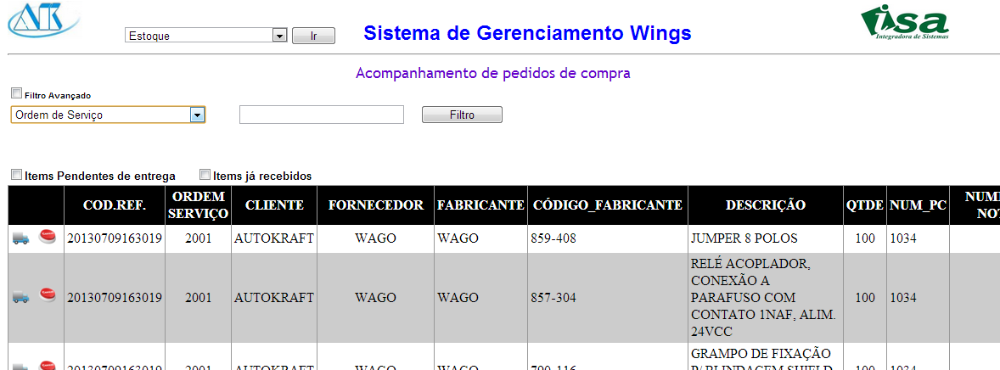 AK
Estoque
Ir
Sistema de Gerenciamento Wings
isa
Integradora de Sistemas
Acompanhamento de pedidos de compra
Filtro Avançado
Ordem de Serviço
Filtro
Items Pendentes de entrega
Items já recebidos
COD.REF. ORDEM SERVIÇO CLIENTE FORNECEDOR FABRICANTE CÓDIGO_FABRICANTE DESCRIÇÃO QTDE NUM_PC
20130709163019 2001 AUTOKRAFT WAGO WAGO 859-408 JUMPER 8 POLOS 100 1034
20130709163019 2001 AUTOKRAFT WAGO WAGO 857-304
RELÉ ACOPLADOR,
CONEXÃO A
PARAFUSO COM
CONTATO 1NAF, ALIM.
24VCC
100 1034
GRAMPO DE FIXAÇÃO
20130709163019 2001 AUTOKRAFT WAGO WAGO 790-116 P/ BLINDAGEM SHIELD 100 1034